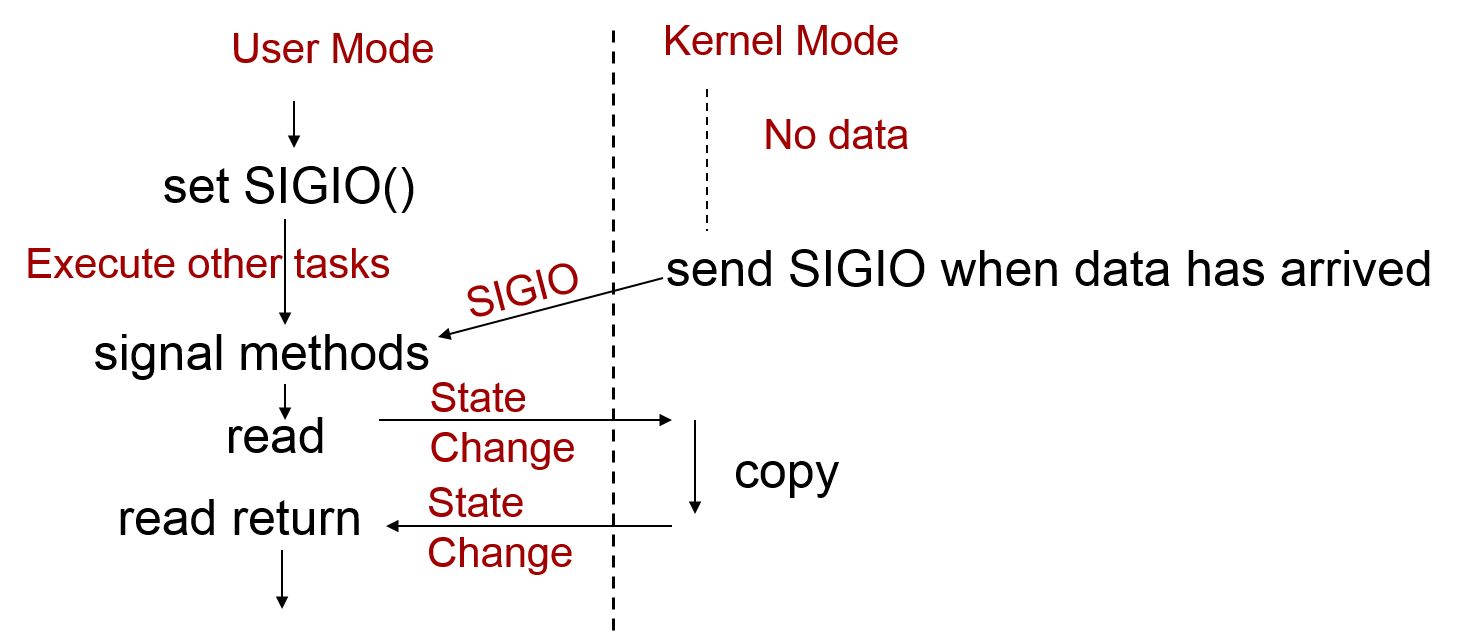 User Mode
Kernel Mode
No data
set SIGIO()
Execute other tasks
SIGIO
send SIGIO when data has arrived
signal methods
State
Change
read
copy
State
Change
read return